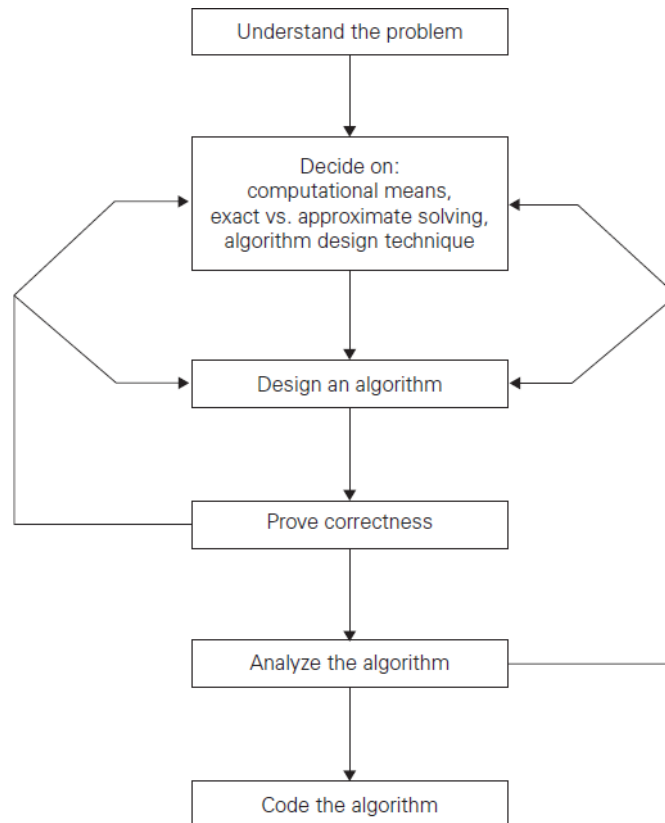 Understand the problem
Decide on:
computational means,
exact vs. approximate solving,
algorithm design technique
Design an algorithm
Prove correctness
Analyze the algorithm
Code the algorithm